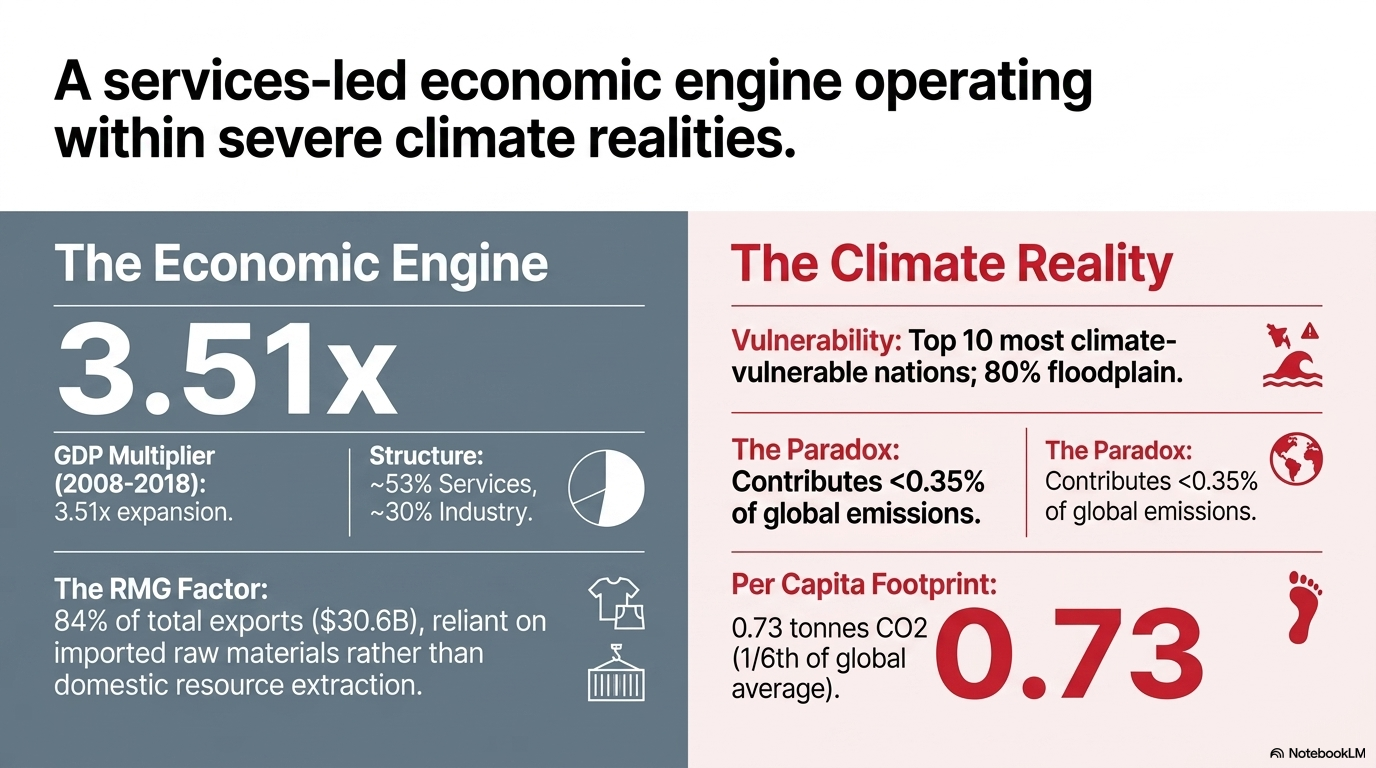 A services-led economic engine operating
within severe climate realities.
The Economic Engine
3.51x
GDP Multiplier
(2008-2018):
3.51x expansion.
Structure:
~53% Services,
~30% Industry.
The RMG Factor:
84% of total exports ($30.6B), reliant on
imported raw materials rather than
domestic resource extraction.
The Climate Reality
Vulnerability: Top 10 most climate-
vulnerable nations; 80% floodplain.
The Paradox:
Contributes <0.35%
of global emissions.
The Paradox:
Contributes <0.35%
of global emissions.
Per Capita Footprint:
0.73 tonnes CO2
(1/6th of global
average).
0.73
NotebookLM